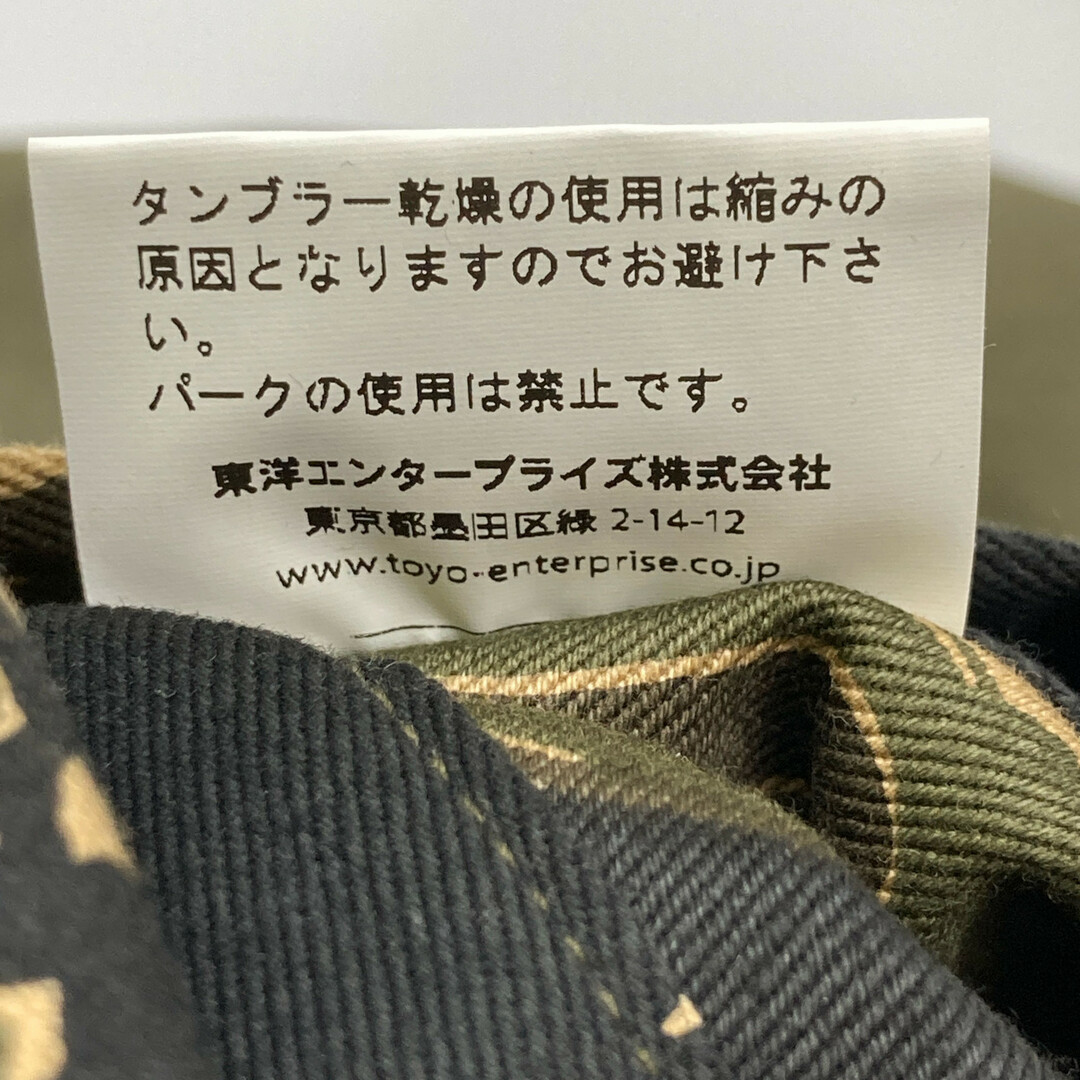 タンブラー乾燥の使用は縮みの
原因となりますのでお避け下さ
い。
パークの使用は禁止です。
東洋エンタープライズ株式会社
東京都墨田区緑 2-14-12
www.toyo-enterprise.co.jp